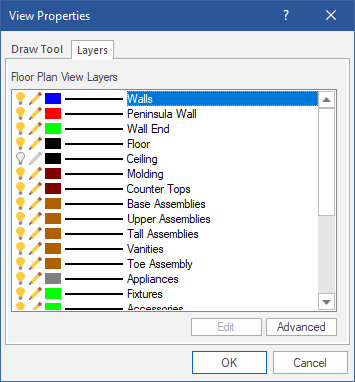 View Properties
Draw Tool Layers
Floor Plan View Layers
Walls
Peninsula Wall
Wall End
Floor
Ceiling
Molding
Counter Tops
Base Assemblies
Upper Assemblies
Tall Assemblies
Vanities
Toe Assembly
Appliances
Fixtures
Accessories
Edit Advanced
OK Cancel